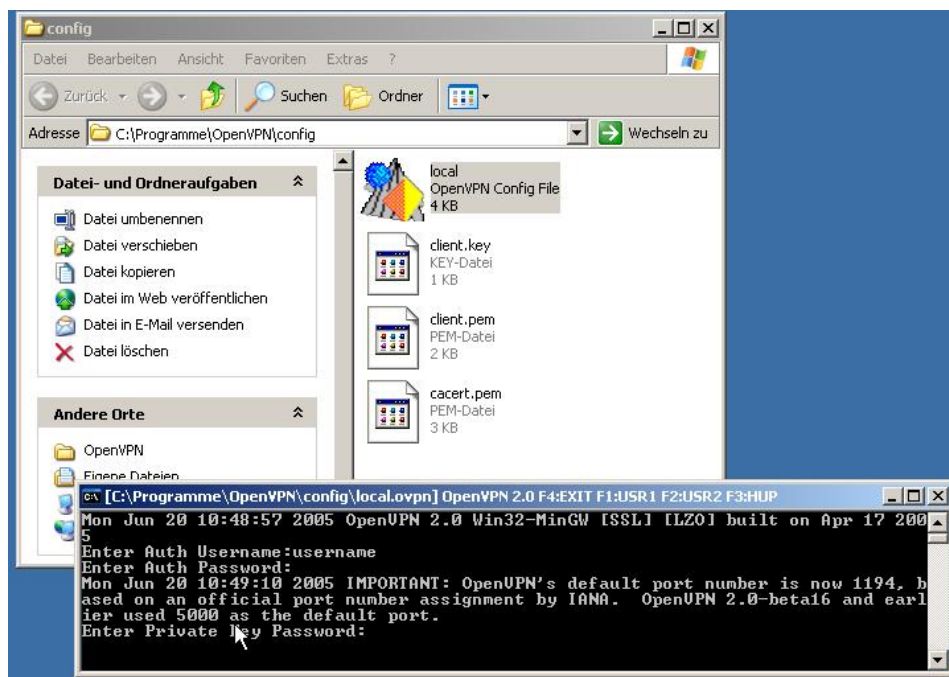 config
Datei Bearbeiten Ansicht Favoriten Extras ?
Zurück Suchen Ordner
Adresse C:\Programme\OpenVPN\config Wechseln zu
Datei- und Ordneraufgaben
Datei umbenennen
Datei verschieben
Datei kopieren
Datei im Web veröffentlichen
Datei in E-Mail versenden
Datei löschen
Andere Orte
OpenVPN
Eigene Dateien
local
OpenVPN Config File
4 KB
client.key
KEY-Datei
1 KB
client.pem
PEM-Datei
2 KB
cacert.pem
PEM-Datei
3 KB
[C:\Programme\OpenVPN\config\local.ovpn] OpenVPN 2.0 F4:EXIT F1:USR1 F2:USR2 F3:HUP
Mon Jun 20 10:48:57 2005 OpenVPN 2.0 Win32-MinGW [SSL] [LZO] built on Apr 17 200
5
Enter Auth Username:username
Enter Auth Password:
Mon Jun 20 10:49:10 2005 IMPORTANT: OpenVPN's default port number is now 1194, b
ased on an official port number assignment by IANA.  OpenVPN 2.0-beta16 and earl
ier used 5000 as the default port.
Enter Private Key Password: